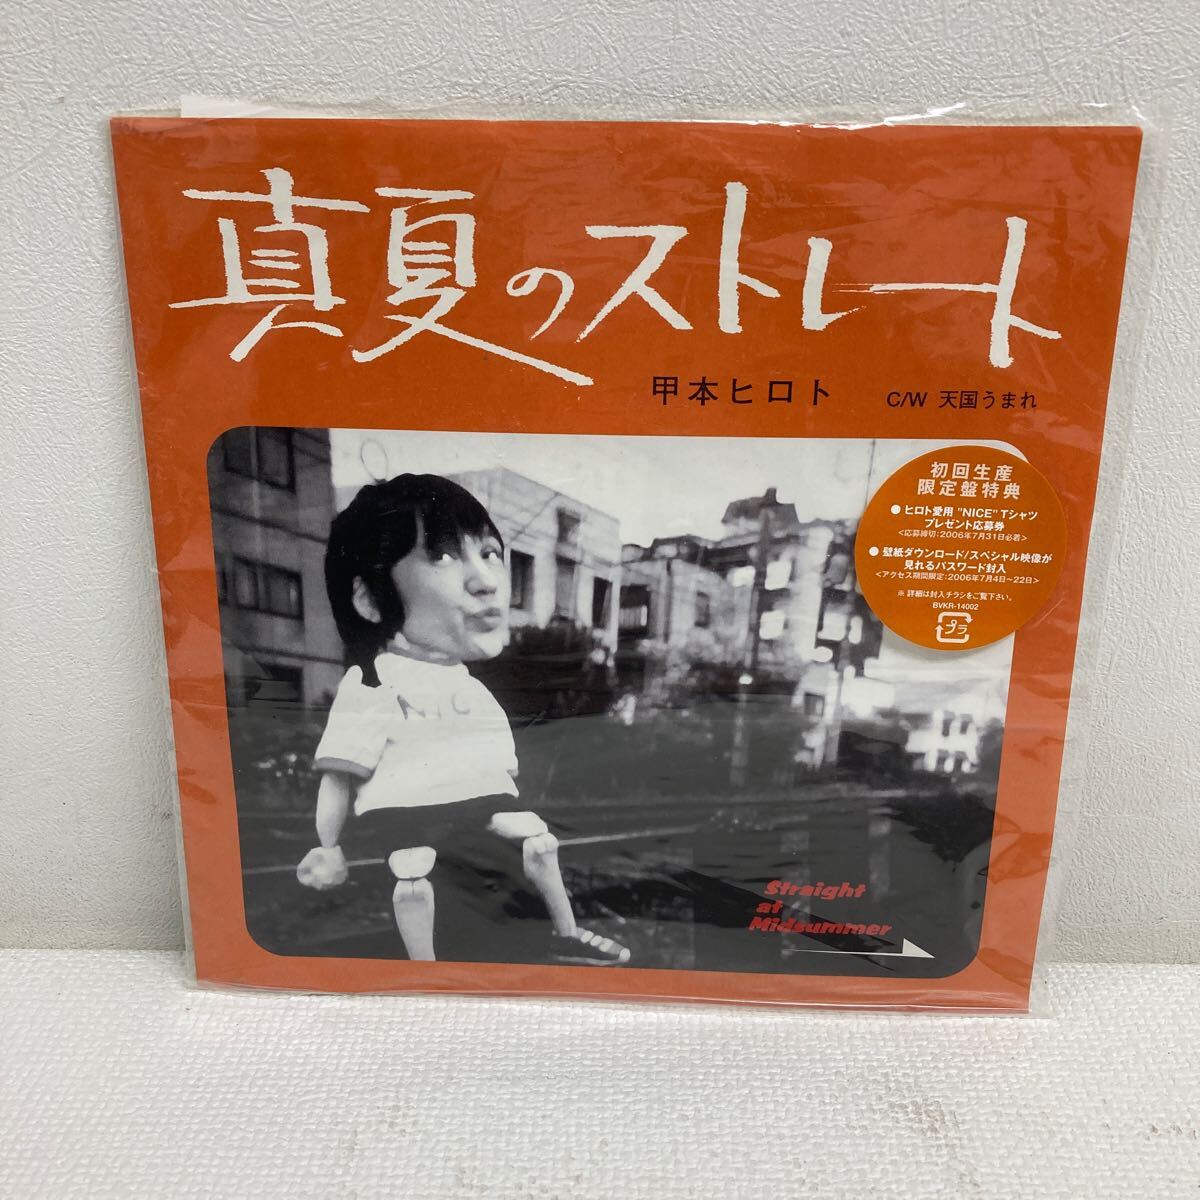 真夏のストレート
甲本ヒロト
C/W 天国うまれ
初回生産
限定盤特典
● ヒロト愛用 "NICE" Tシャツ
プレゼント応募券
<応募締切:2006年7月31日必着>
● 壁紙ダウンロード/スペシャル映像が
見れるパスワード封入
<アクセス期間限定:2006年7月4日~22日>
※ 詳細は封入チラシをご覧下さい。
BVKR-14002
プラ
NIC
Straight
at
Midsummer